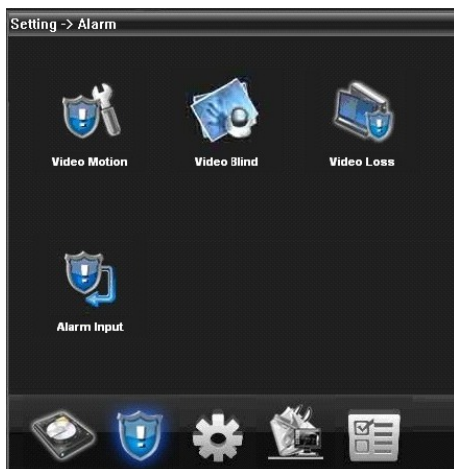 Setting -> Alarm
Video Motion
Video Blind
Video Loss
Alarm Input